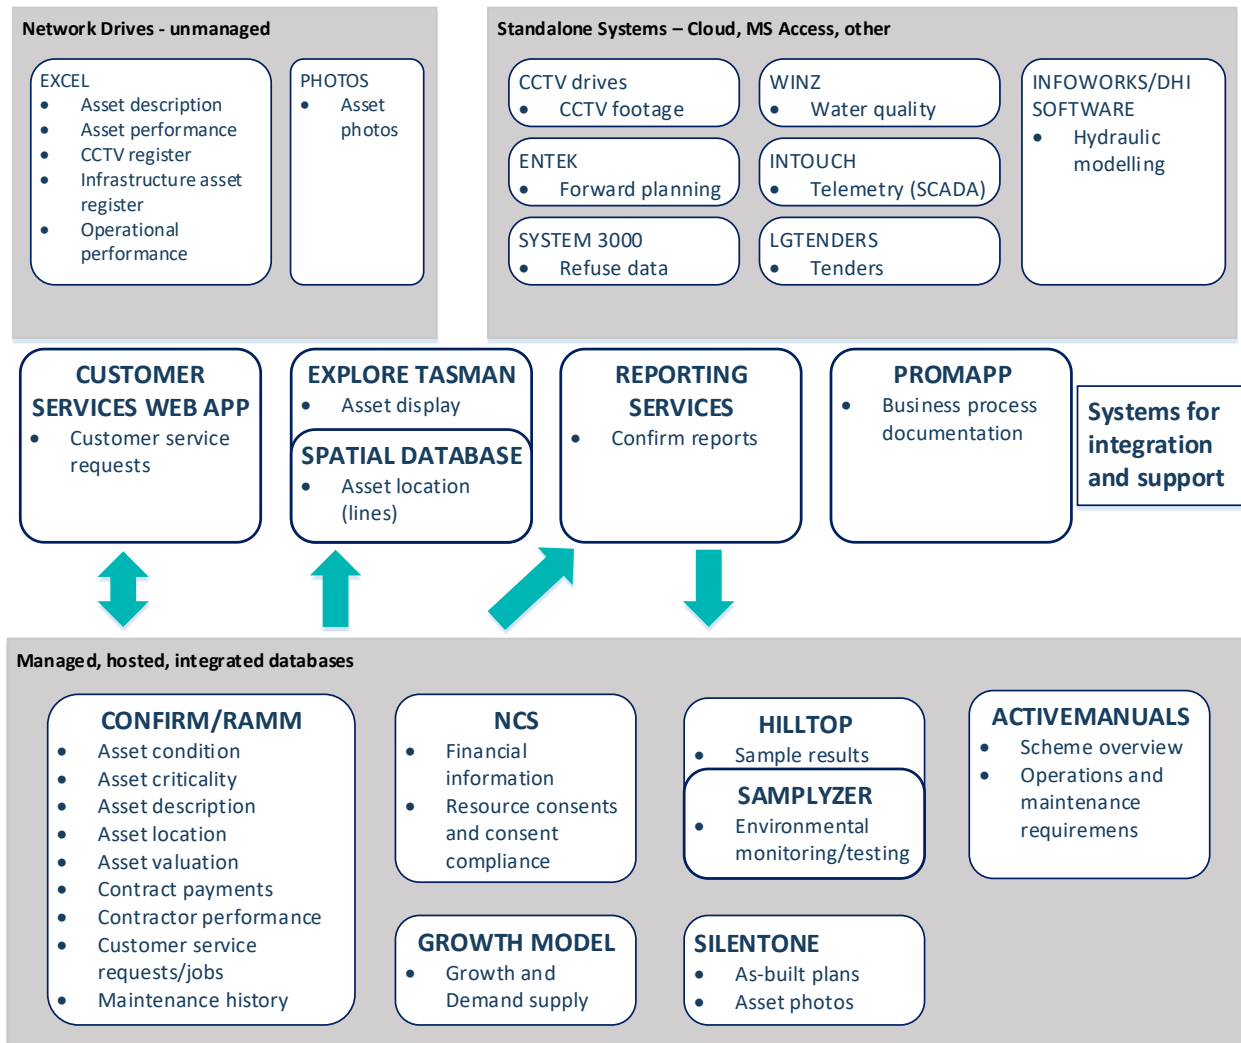 Network Drives - unmanaged
EXCEL
• Asset description
• Asset performance
• CCTV register
• Infrastructure asset
register
• Operational
performance
PHOTOS
• Asset
photos
Standalone Systems – Cloud, MS Access, other
CCTV drives
• CCTV footage
WINZ
• Water quality
INFOWORKS/DHI
SOFTWARE
• Hydraulic
modelling
ENTEK
• Forward planning
INTOUCH
• Telemetry (SCADA)
SYSTEM 3000
• Refuse data
LGTENDERS
• Tenders
CUSTOMER
SERVICES WEB APP
• Customer service
requests
EXPLORE TASMAN
• Asset display
SPATIAL DATABASE
• Asset location
(lines)
REPORTING
SERVICES
• Confirm reports
PROMAPP
• Business process
documentation
Systems for
integration
and support
Managed, hosted, integrated databases
CONFIRM/RAMM
• Asset condition
• Asset criticality
• Asset description
• Asset location
• Asset valuation
• Contract payments
• Contractor performance
• Customer service
requests/jobs
• Maintenance history
NCS
• Financial
information
• Resource consents
and consent
compliance
HILLTOP
• Sample results
SAMPLYZER
• Environmental
monitoring/testing
ACTIVEMANUALS
• Scheme overview
• Operations and
maintenance
requiremens
GROWTH MODEL
• Growth and
Demand supply
SILENTONE
• As-built plans
• Asset photos